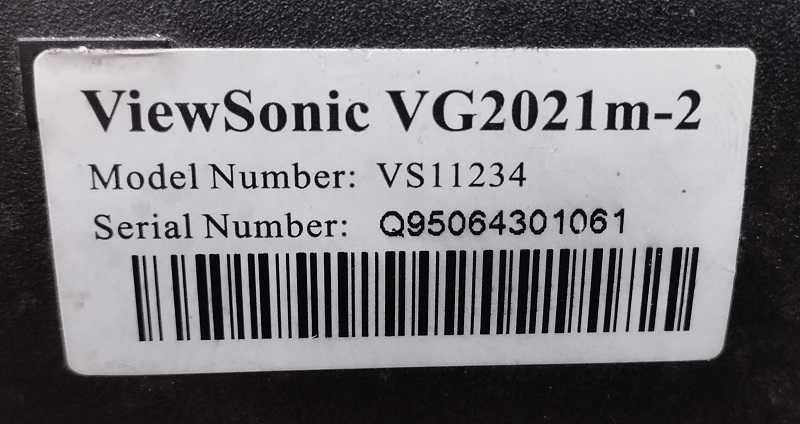 ViewSonic VG2021m-2
Model Number: VS11234
Serial Number: Q95064301061